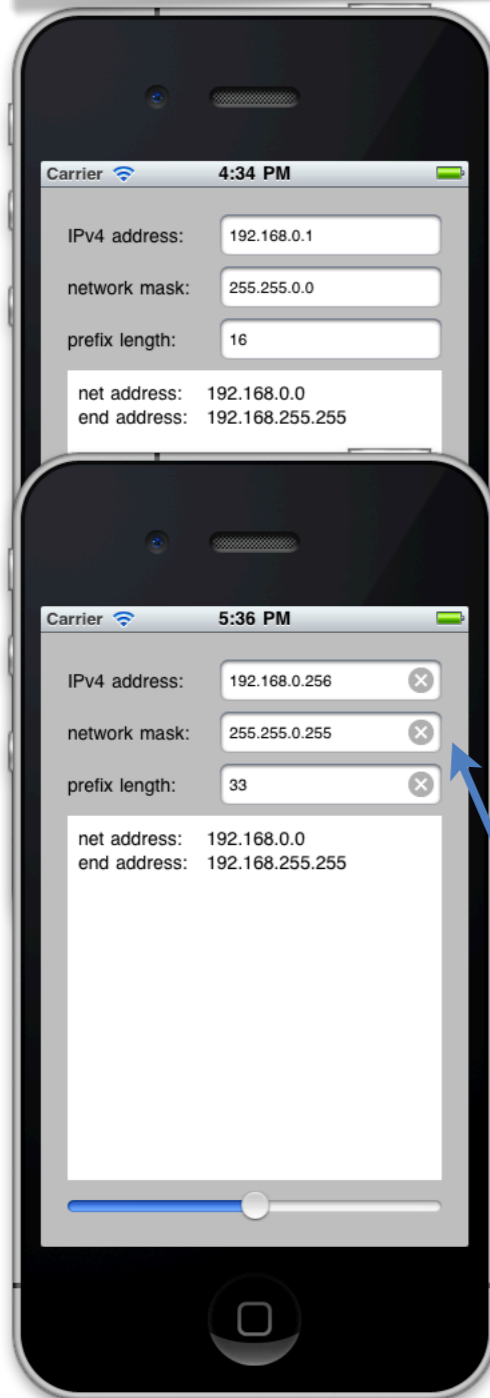 Carrier 4:34 PM
IPv4 address: 192.168.0.1
network mask: 255.255.0.0
prefix length: 16
net address: 192.168.0.0
end address: 192.168.255.255
Carrier 5:36 PM
IPv4 address: 192.168.0.256
network mask: 255.255.0.255
prefix length: 33
net address: 192.168.0.0
end address: 192.168.255.255